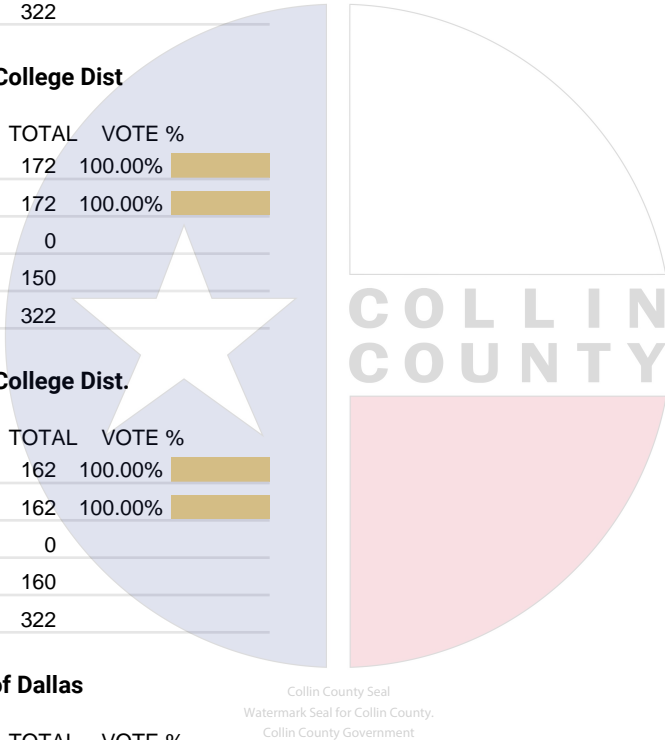 322
College Dist
TOTAL VOTE %
172 100.00%
172 100.00%
0
150
322
COLLIN
COUNTY
College Dist.
TOTAL VOTE %
162 100.00%
162 100.00%
0
160
322
of Dallas
Collin County Seal
Watermark Seal for Collin County.
Collin County Government
TOTAL VOTE %